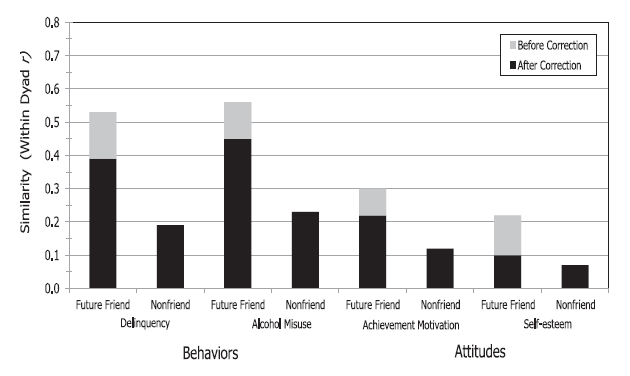 0.8
0.7
0.6
0.5
0.4
0.3
0.2
0.1
0.0
Similarity (Within Dyad r)
Before Correction
After Correction
Future Friend Nonfriend Future Friend Nonfriend Future Friend Nonfriend Future Friend Nonfriend
Delinquency Alcohol Misuse Achievement Motivation Self-esteem
Behaviors Attitudes